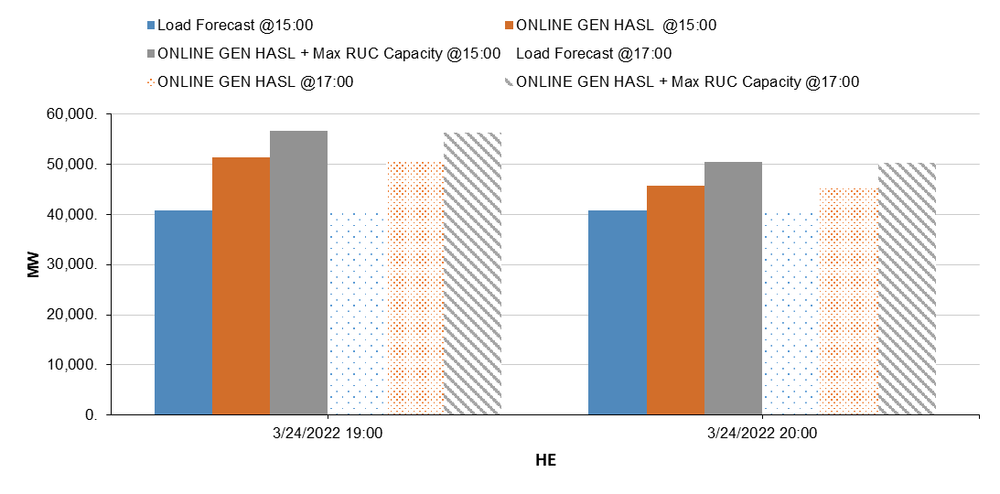 Load Forecast @15:00 ONLINE GEN HASL @15:00
ONLINE GEN HASL + Max RUC Capacity @15:00 Load Forecast @17:00
ONLINE GEN HASL @17:00 ONLINE GEN HASL + Max RUC Capacity @17:00
60,000.
50,000.
40,000.
30,000.
20,000.
10,000.
0.
MW
3/24/2022 19:00 3/24/2022 20:00
HE